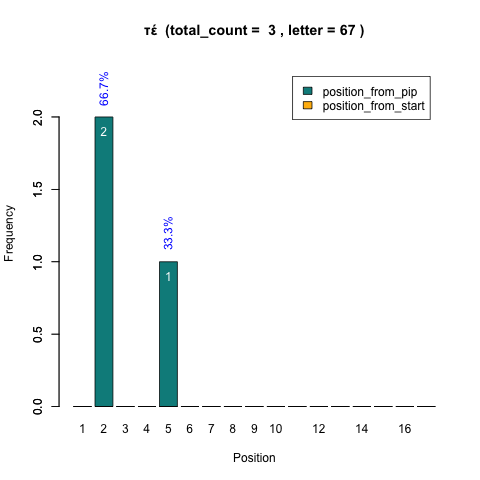 τέ (total_count = 3 , letter = 67 )
66.7%
position_from_pip
position_from_start
2.0
2
1.5
33.3%
Frequency
1.0
1
0.5
0.0
1 2 3 4 5 6 7 8 9 10 12 14 16
Position